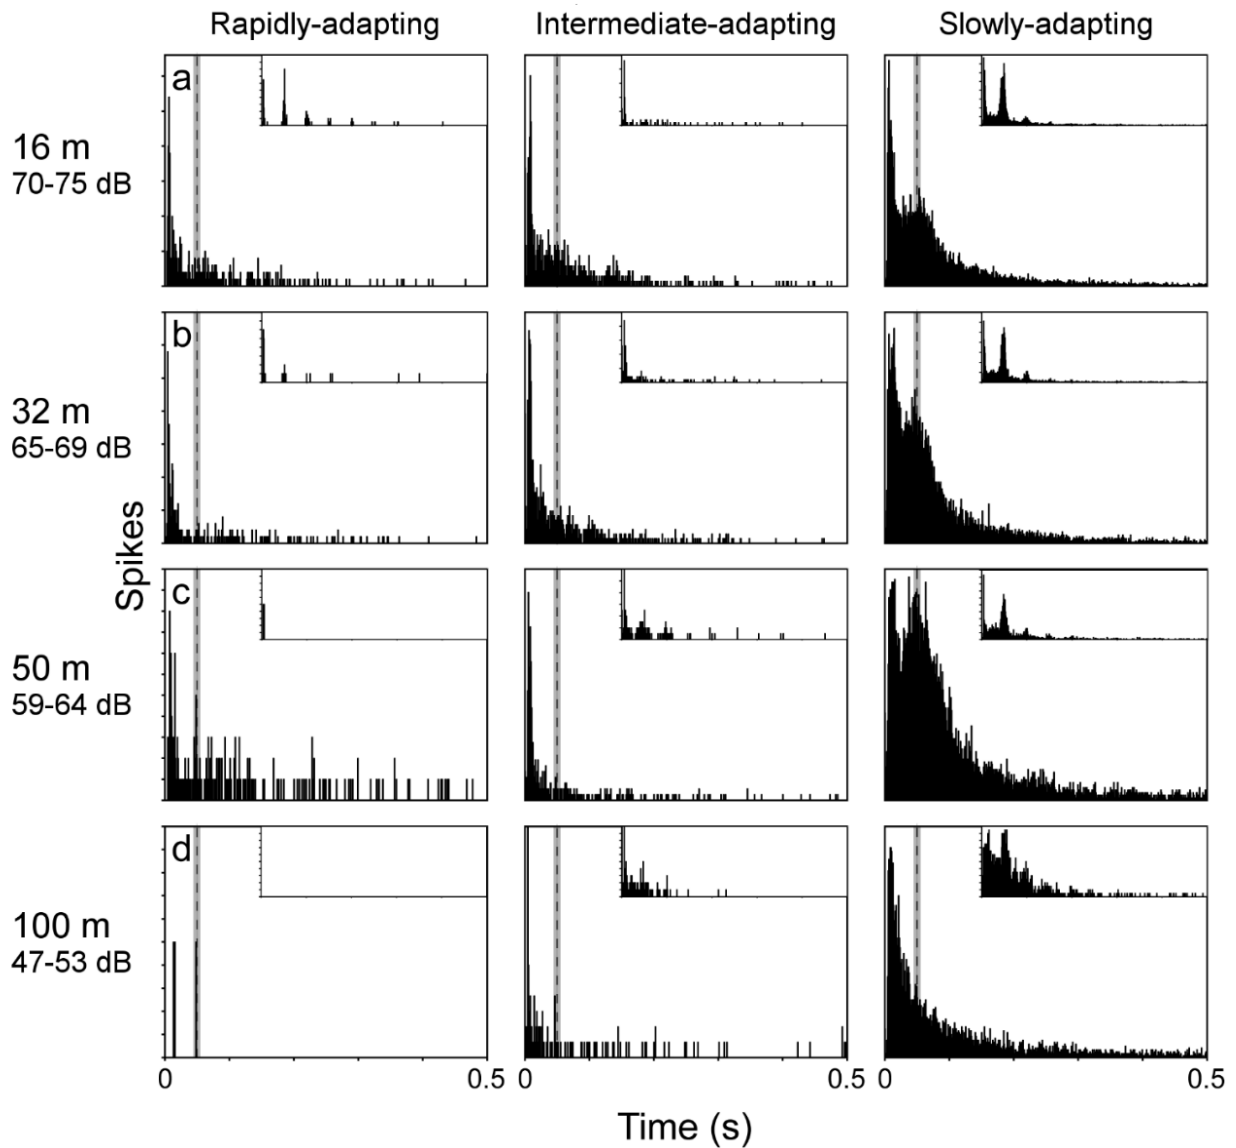 Rapidly-adapting Intermediate-adapting Slowly-adapting
a
16 m
70-75 dB
b
32 m
65-69 dB
Spikes
c
50 m
59-64 dB
d
100 m
47-53 dB
0 0.5 0 0.5 0 0.5
Time (s)